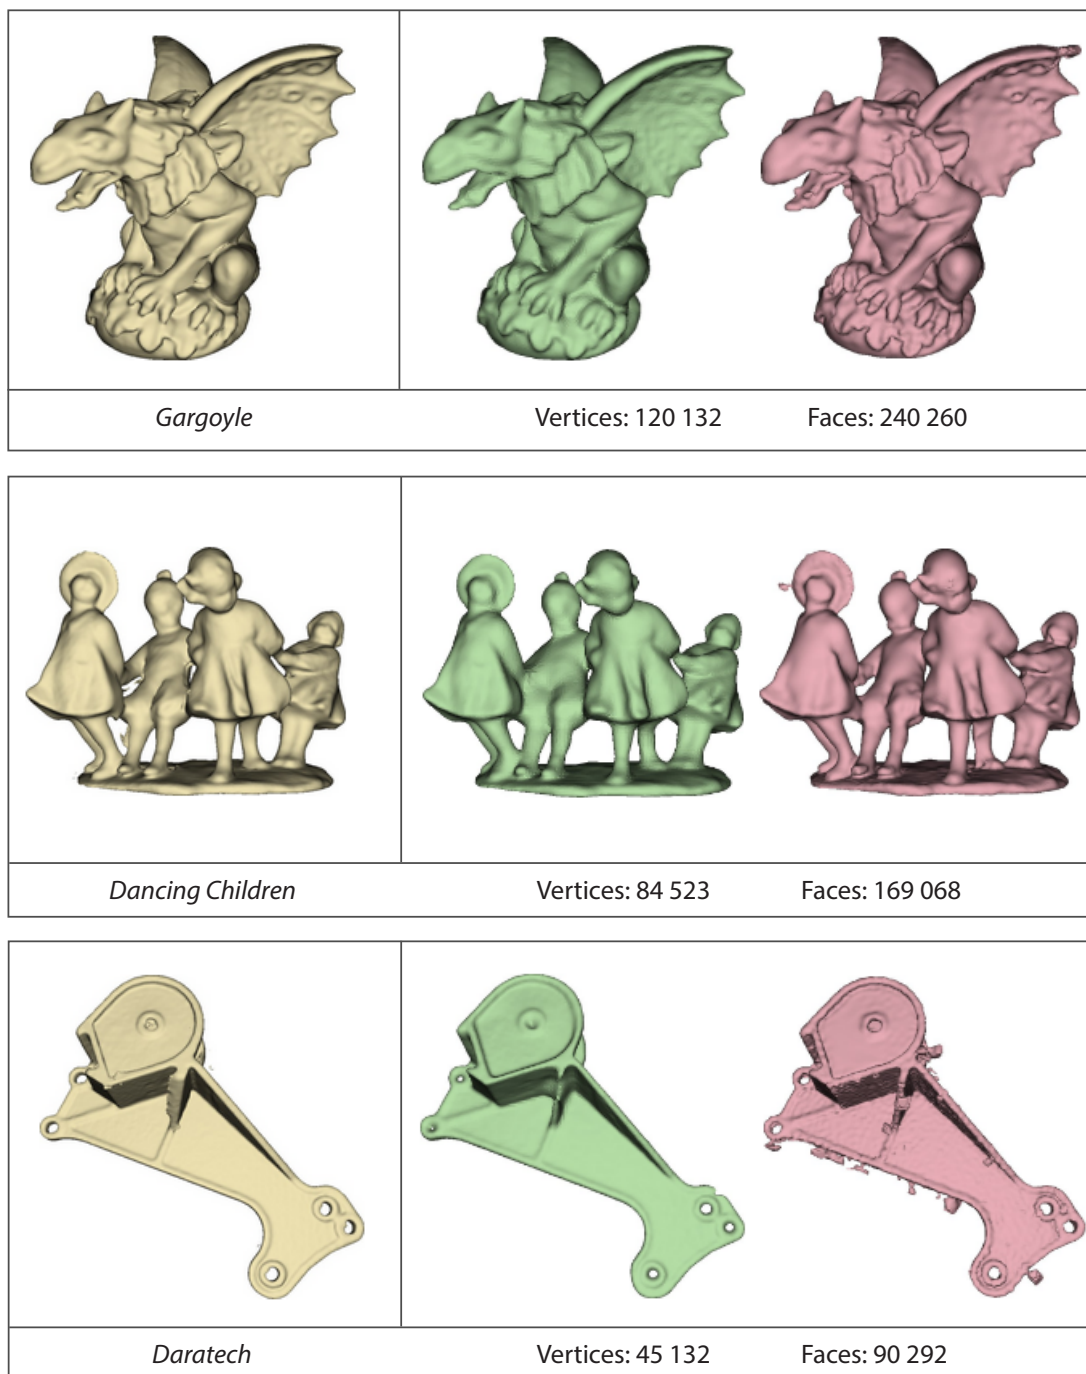 Gargoyle Vertices: 120 132 Faces: 240 260
Dancing Children Vertices: 84 523 Faces: 169 068
Daratech Vertices: 45 132 Faces: 90 292